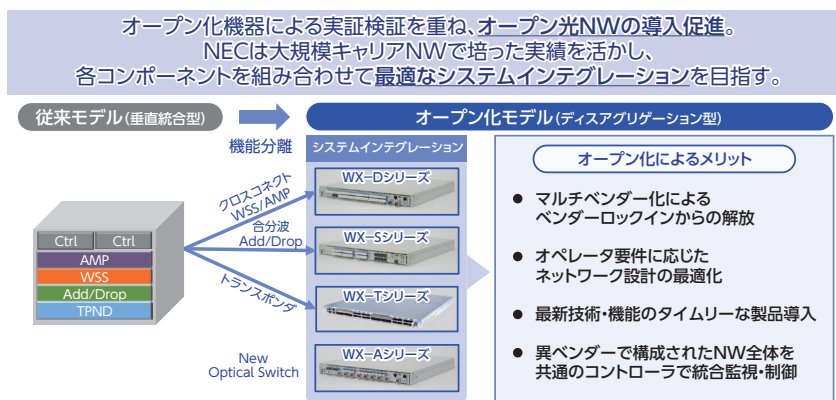 オープン化機器による実証検証を重ね、オープン光NWの導入促進。
NECは大規模キャリアNWで培った実績を活かし、
各コンポーネントを組み合わせて最適なシステムインテグレーションを目指す。
従来モデル(垂直統合型)
機能分離
オープン化モデル(ディスアグリゲーション型)
Ctrl Ctrl
AMP
WSS
Add/Drop
TPND
クロスコネクト
WSS/AMP
合分波
Add/Drop
トランスポンダ
New
Optical Switch
システムインテグレーション
WX-Dシリーズ
WX-Sシリーズ
WX-Tシリーズ
WX-Aシリーズ
オープン化によるメリット
● マルチベンダー化による
ベンダーロックインからの解放
● オペレータ要件に応じた
ネットワーク設計の最適化
● 最新技術・機能のタイムリーな製品導入
● 異ベンダーで構成されたNW全体を
共通のコントローラで統合監視・制御